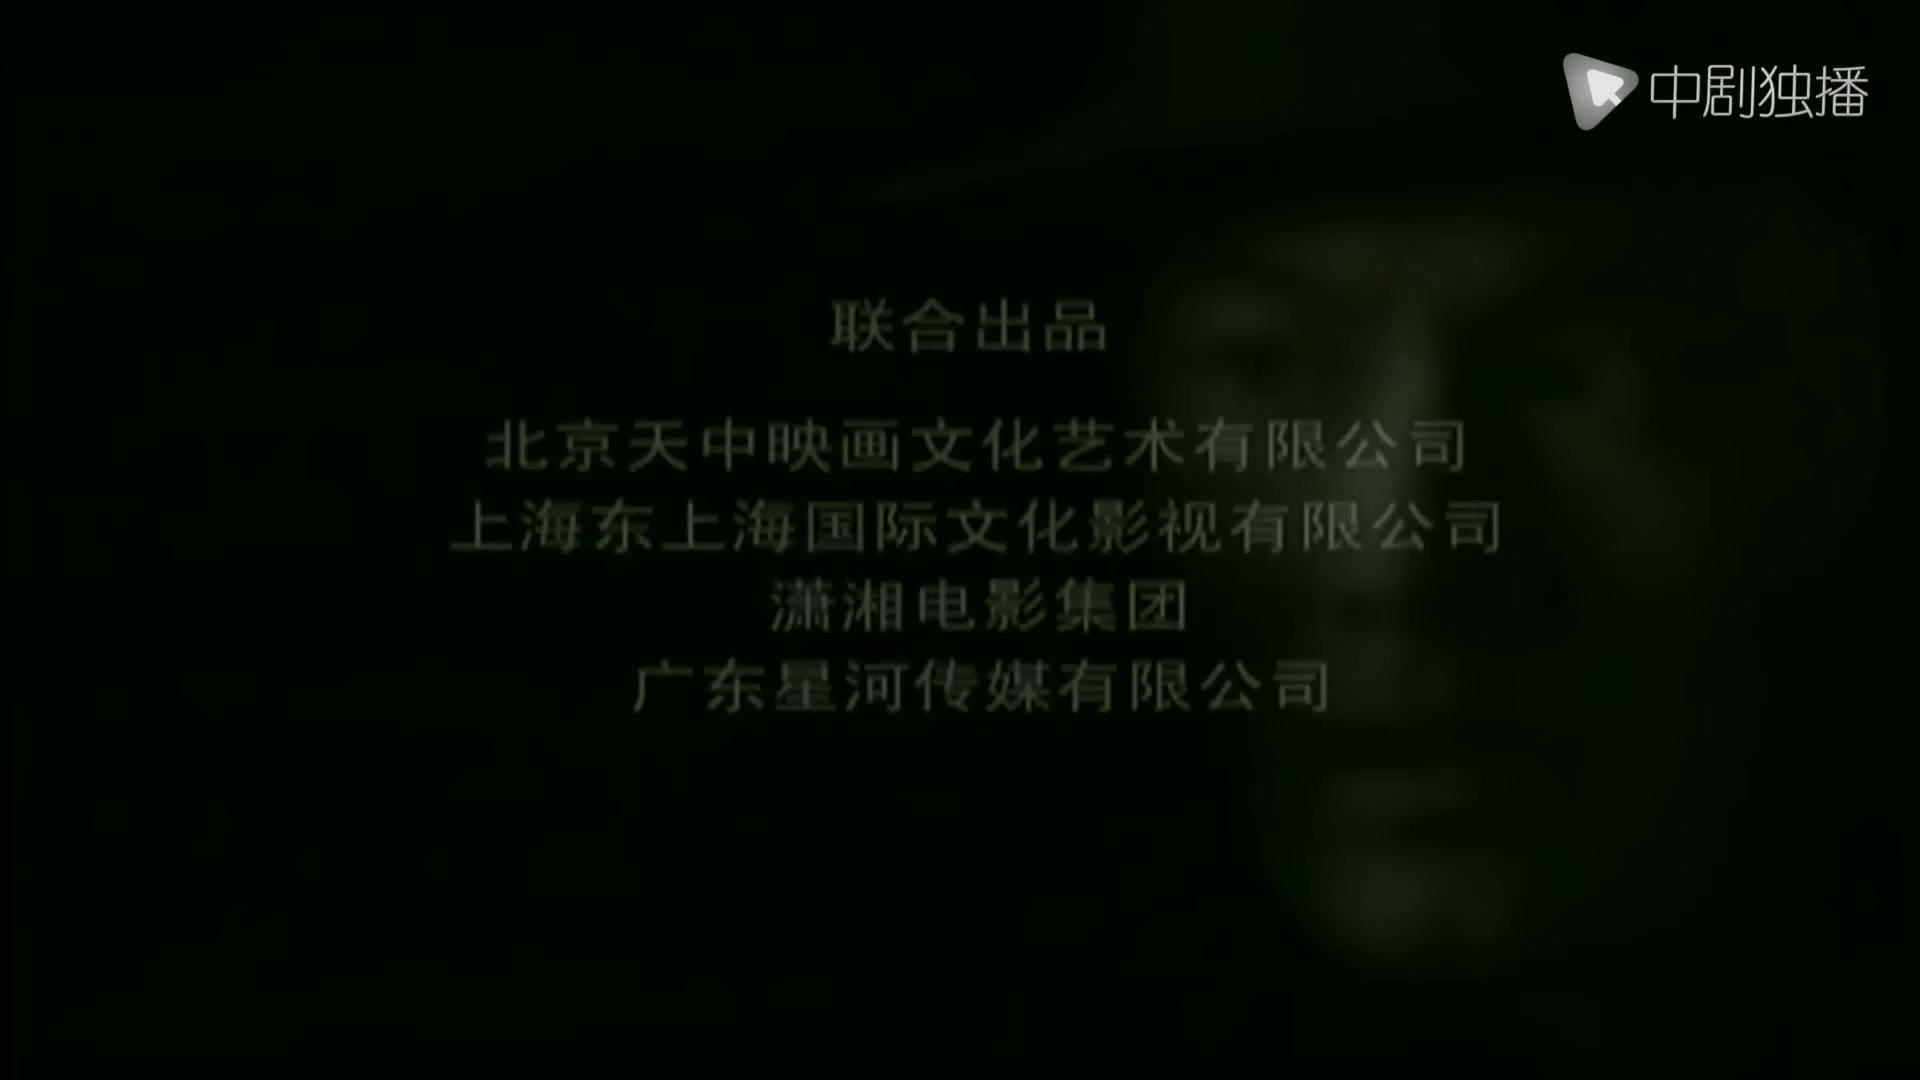 中剧独播
联合出品
北京天中映画文化艺术有限公司
上海东上海国际文化影视有限公司
潇湘电影集团
广东星河传媒有限公司